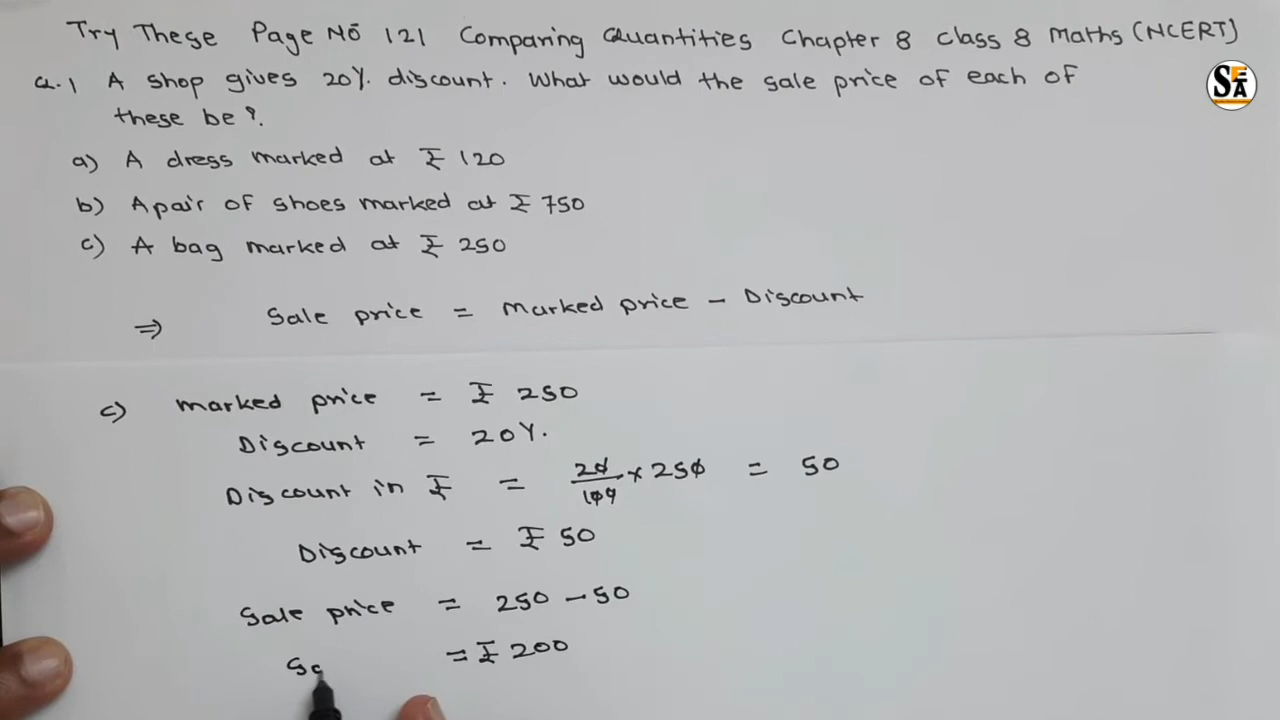 Try These Page No 121 Comparing Quantities Chapter 8 Class 8 Maths (NCERT)
Q.1 A shop gives 20% discount. What would the sale price of each of
these be?
a) A dress marked at ₹ 120
b) A pair of shoes marked at ₹ 750
c) A bag marked at ₹ 250
⇒ Sale price = Marked price - Discount
c) Marked price = ₹ 250
Discount = 20%.
Discount in ₹ = 20/100 × 250 = 50
Discount = ₹ 50
Sale price = 250 - 50
Sa = ₹ 200